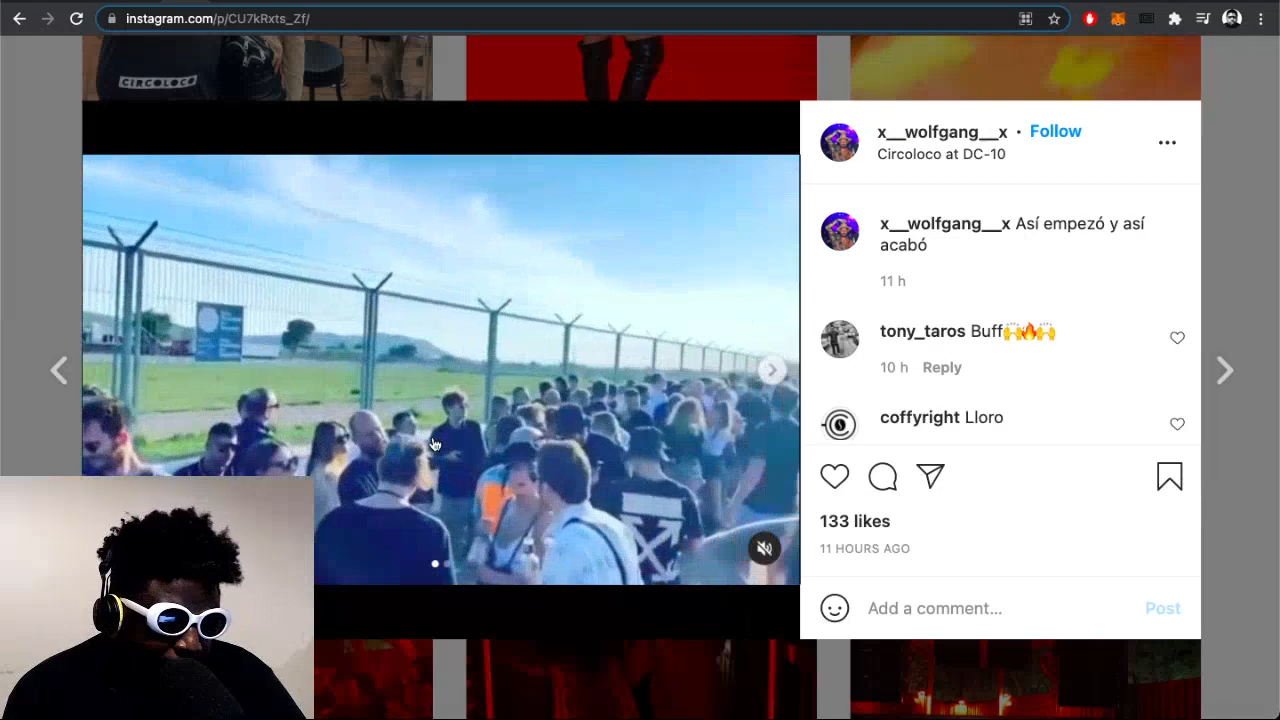 instagram.com/p/CU7kRxts_Zf/
CIRCOLOCO
x__wolfgang__x • Follow
Circoloco at DC-10
x__wolfgang__x Así empezó y así
acabó
11 h
tony_taros Buff🙌🔥🙌
10 h Reply
coffyright Lloro
133 likes
11 HOURS AGO
Add a comment... Post